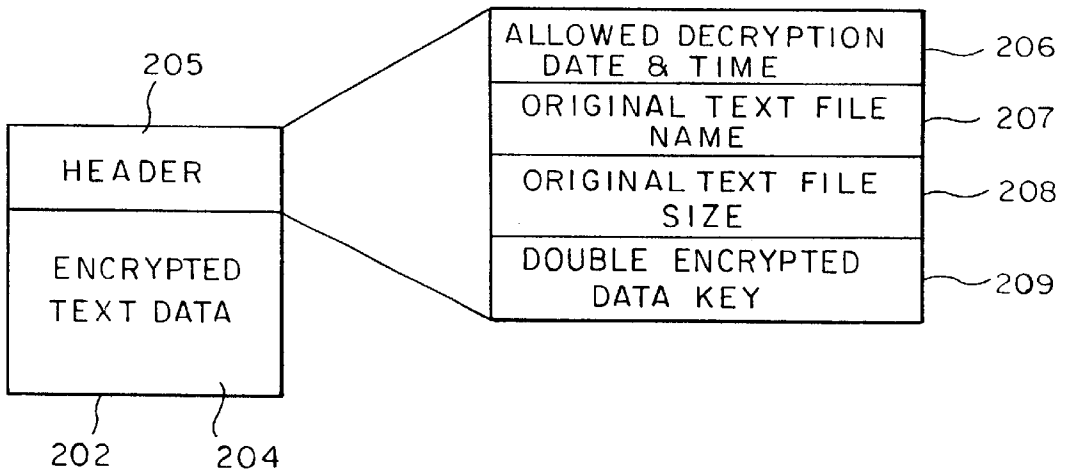 205
HEADER
ENCRYPTED
TEXT DATA
202
204
ALLOWED DECRYPTION
DATE & TIME
206
ORIGINAL TEXT FILE
NAME
207
ORIGINAL TEXT FILE
SIZE
208
DOUBLE ENCRYPTED
DATA KEY
209